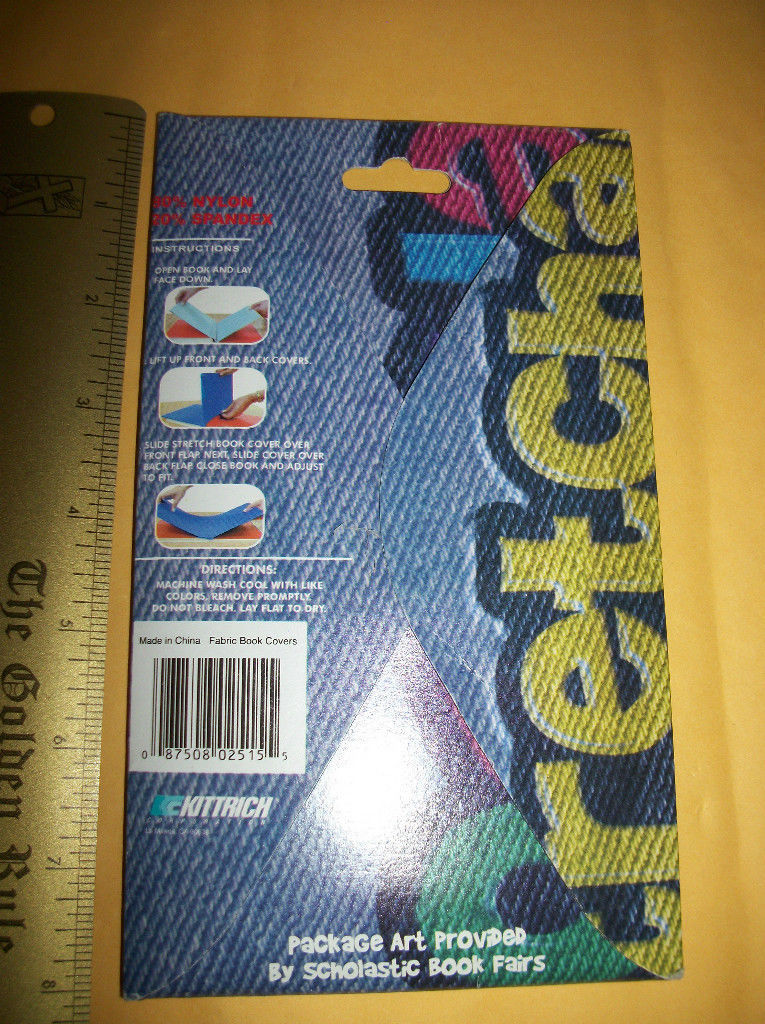 NYLON
SPANDEX
INSTRUCTIONS
OPEN BOOK AND LAY
FACE DOWN.
LIFT UP FRONT AND BACK COVERS.
SLIDE STRETCH BOOK COVER OVER
FRONT FLAP. NEXT, SLIDE COVER OVER
BACK FLAP. CLOSE BOOK AND ADJUST
TO FIT.
DIRECTIONS:
MACHINE WASH COOL WITH LIKE
COLORS. REMOVE PROMPTLY
DO NOT BLEACH. LAY FLAT TO DRY.
Made in China Fabric Book Covers
0 87508 02515 5
KITTRICH
Package Art Provided
By Scholastic Book Fairs
retcha
The Golden Rule
1
2
3
4
5
6
7
8